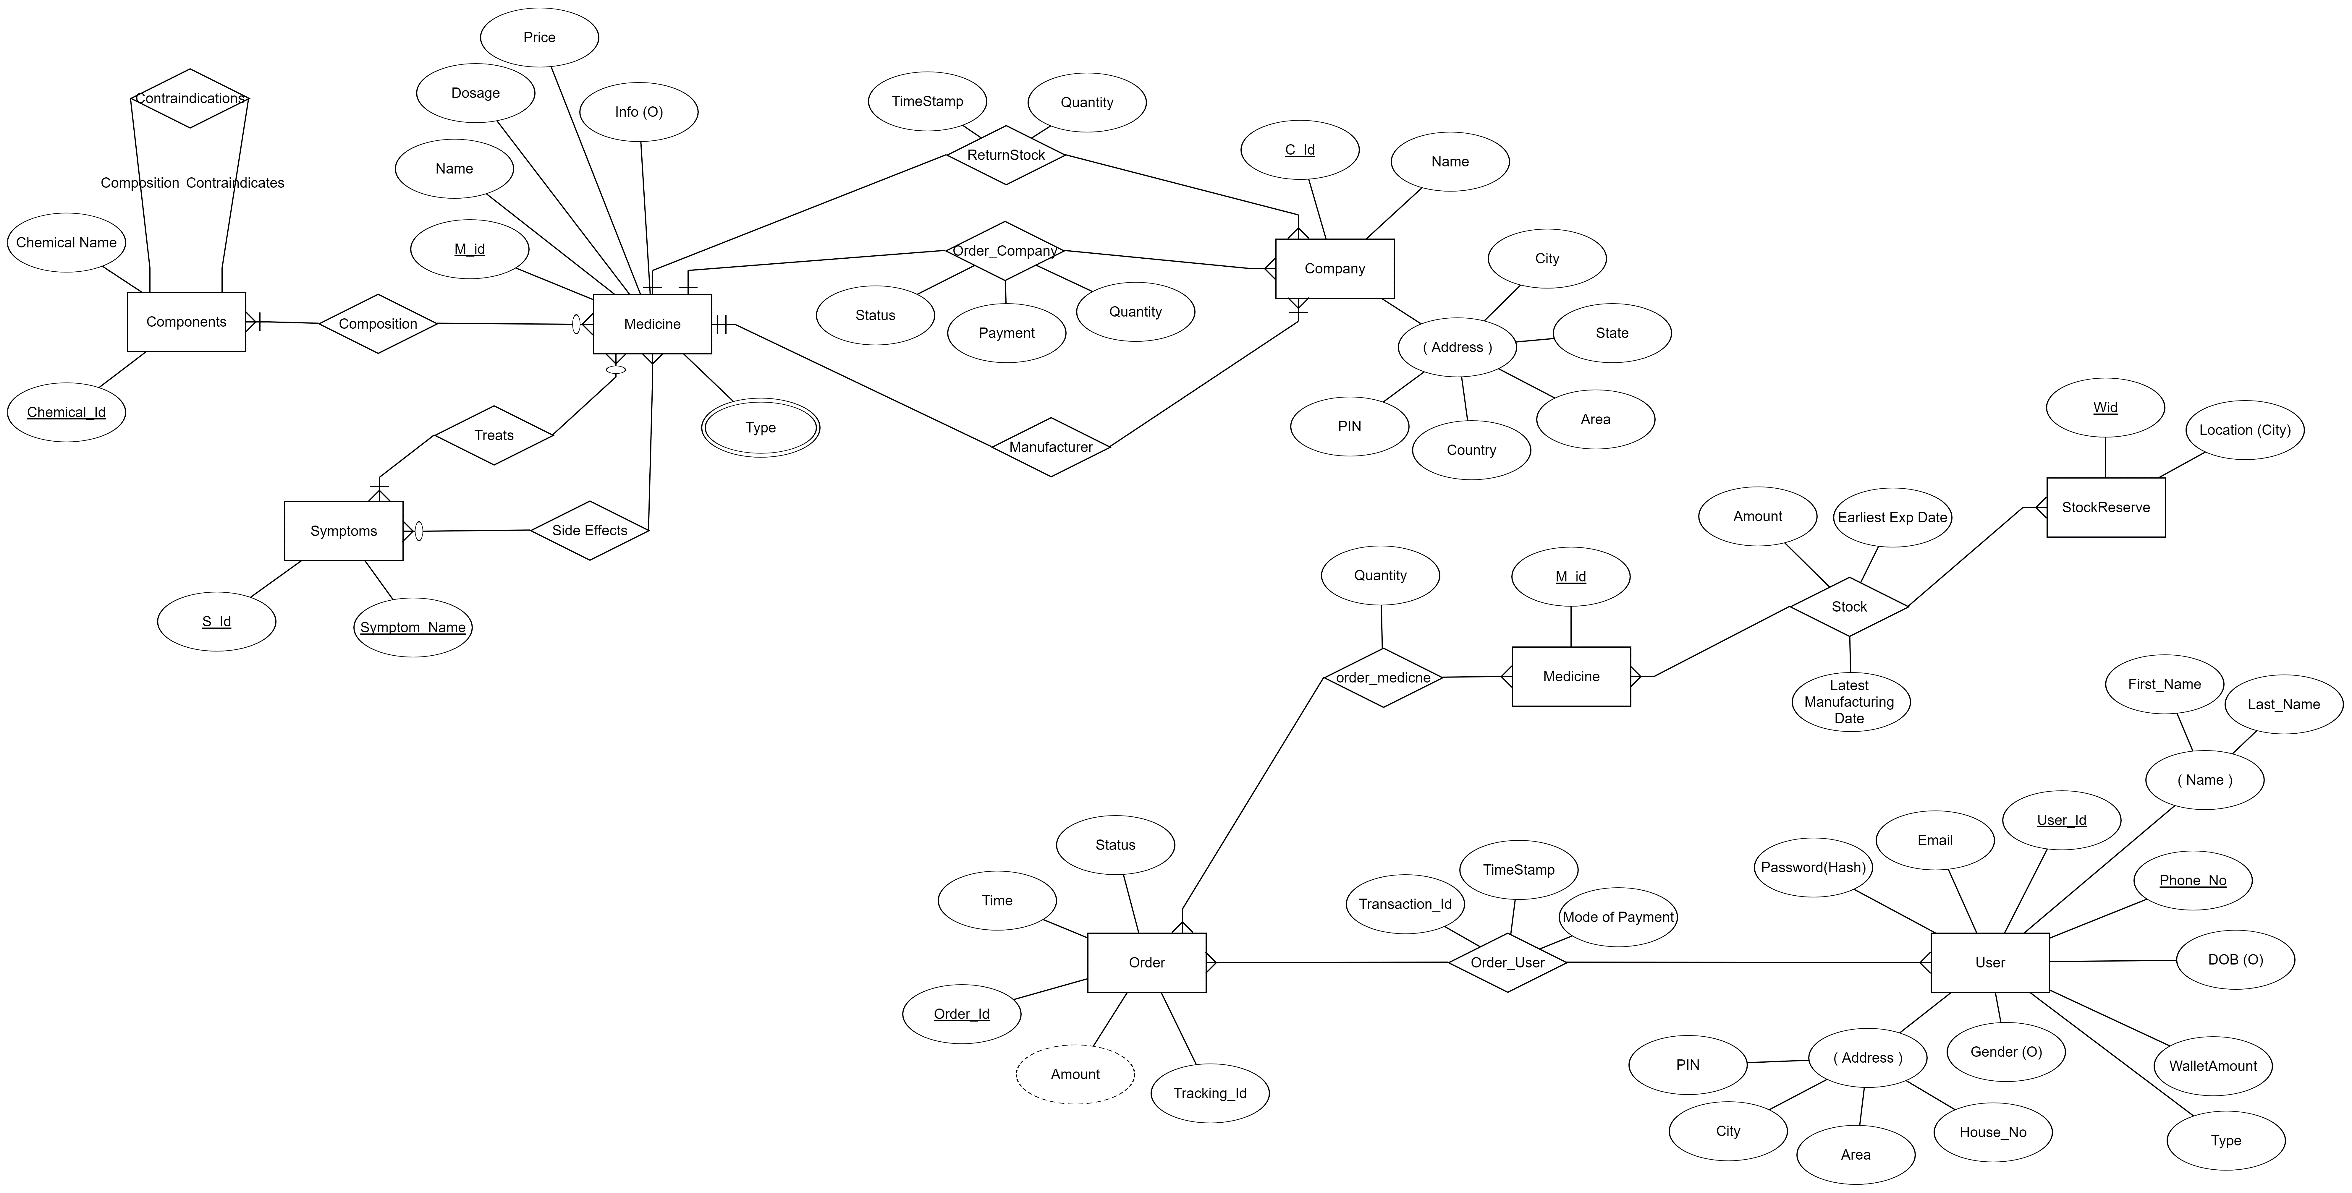 Price
Contraindications
Dosage
Info (O)
TimeStamp
Quantity
ReturnStock
C_Id
Name
Name
Composition
Contraindicates
Chemical Name
M_id
Order_Company
City
Company
Components
Composition
Medicine
Status
Payment
Quantity
( Address )
State
Chemical_Id
Treats
Type
Manufacturer
PIN
Country
Area
Wid
Location (City)
Symptoms
Side Effects
Amount
Earliest Exp Date
StockReserve
S_Id
Symptom_Name
Quantity
M_id
Stock
order_medicne
Medicine
Latest
Manufacturing
Date
First_Name
Last_Name
( Name )
Status
Time
TimeStamp
Transaction_Id
Mode of Payment
Password(Hash)
Email
User_Id
Phone_No
Order
Order_User
User
DOB (O)
Order_Id
Amount
Tracking_Id
PIN
( Address )
Gender (O)
WalletAmount
City
Area
House_No
Type